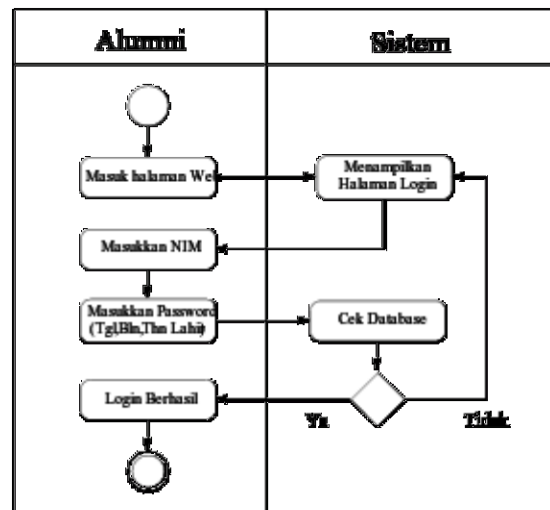 Alumni
Sistem
Masuk halaman We
Menampilkan
Halaman Login
Masukkan NIM
Masukkan Password
(Tgl,Bln,Thn Lahir)
Cek Database
Login Berhasil
Ya
Tidak